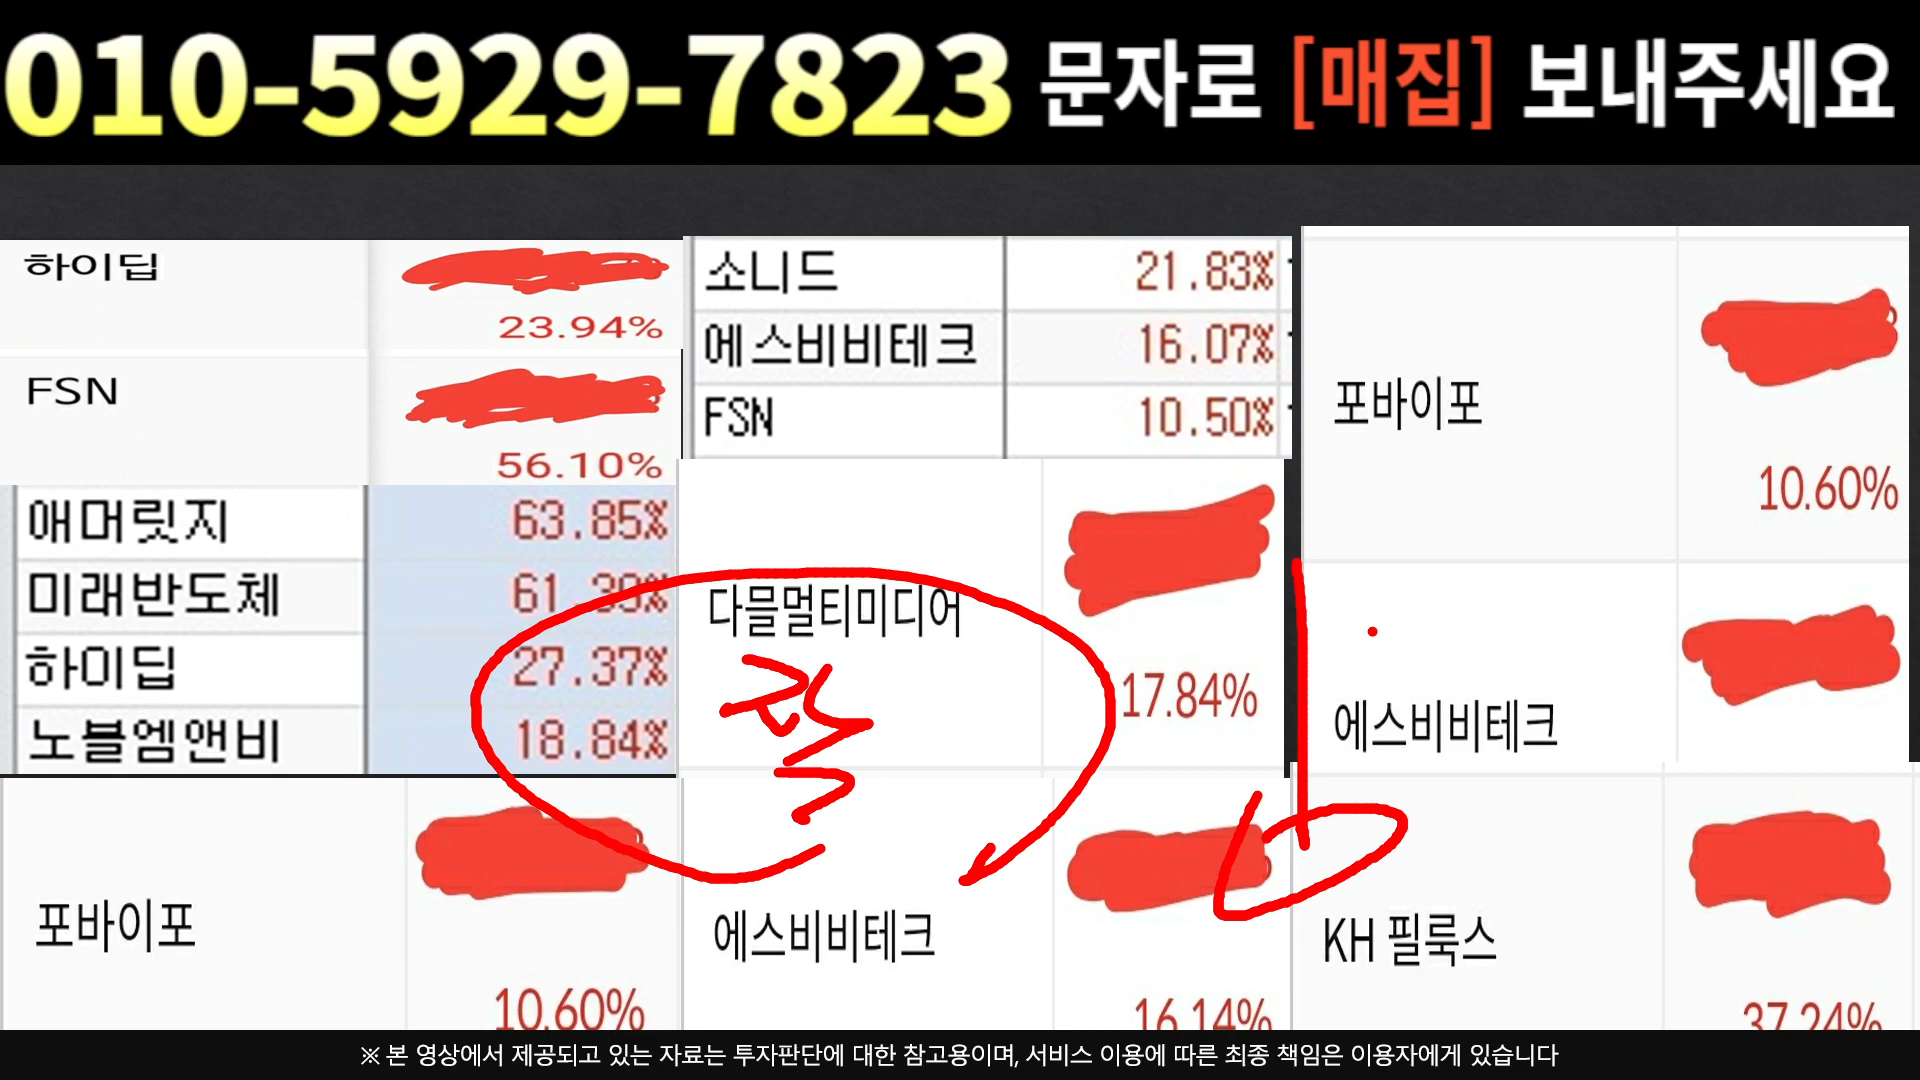 010-5929-7823 문자로 [매집] 보내주세요
하이딥
23.94%
FSN
56.10%
애머릿지 63.85%
미래반도체 61.39%
하이딥 27.37%
노블엠앤비 18.84%
소니드 21.83%
에스비비테크 16.07%
FSN 10.50%
다믈멀티미디어
17.84%
포바이포
10.60%
에스비비테크
포바이포
10.60%
에스비비테크
16.14%
KH 필룩스
37.24%
※ 본 영상에서 제공되고 있는 자료는 투자판단에 대한 참고용이며, 서비스 이용에 따른 최종 책임은 이용자에게 있습니다